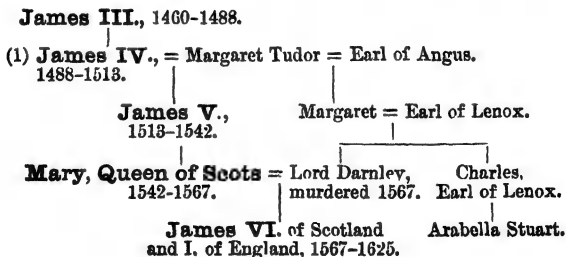 James III., 1460-1488.
(1) James IV., = Margaret Tudor = Earl of Angus.
1488-1513.
James V.,
1513-1542.
Margaret = Earl of Lenox.
Mary, Queen of Scots = Lord Darnley,
1542-1567.
murdered 1567.
Charles,
Earl of Lenox.
James VI. of Scotland
and I. of England, 1567-1625.
Arabella Stuart.